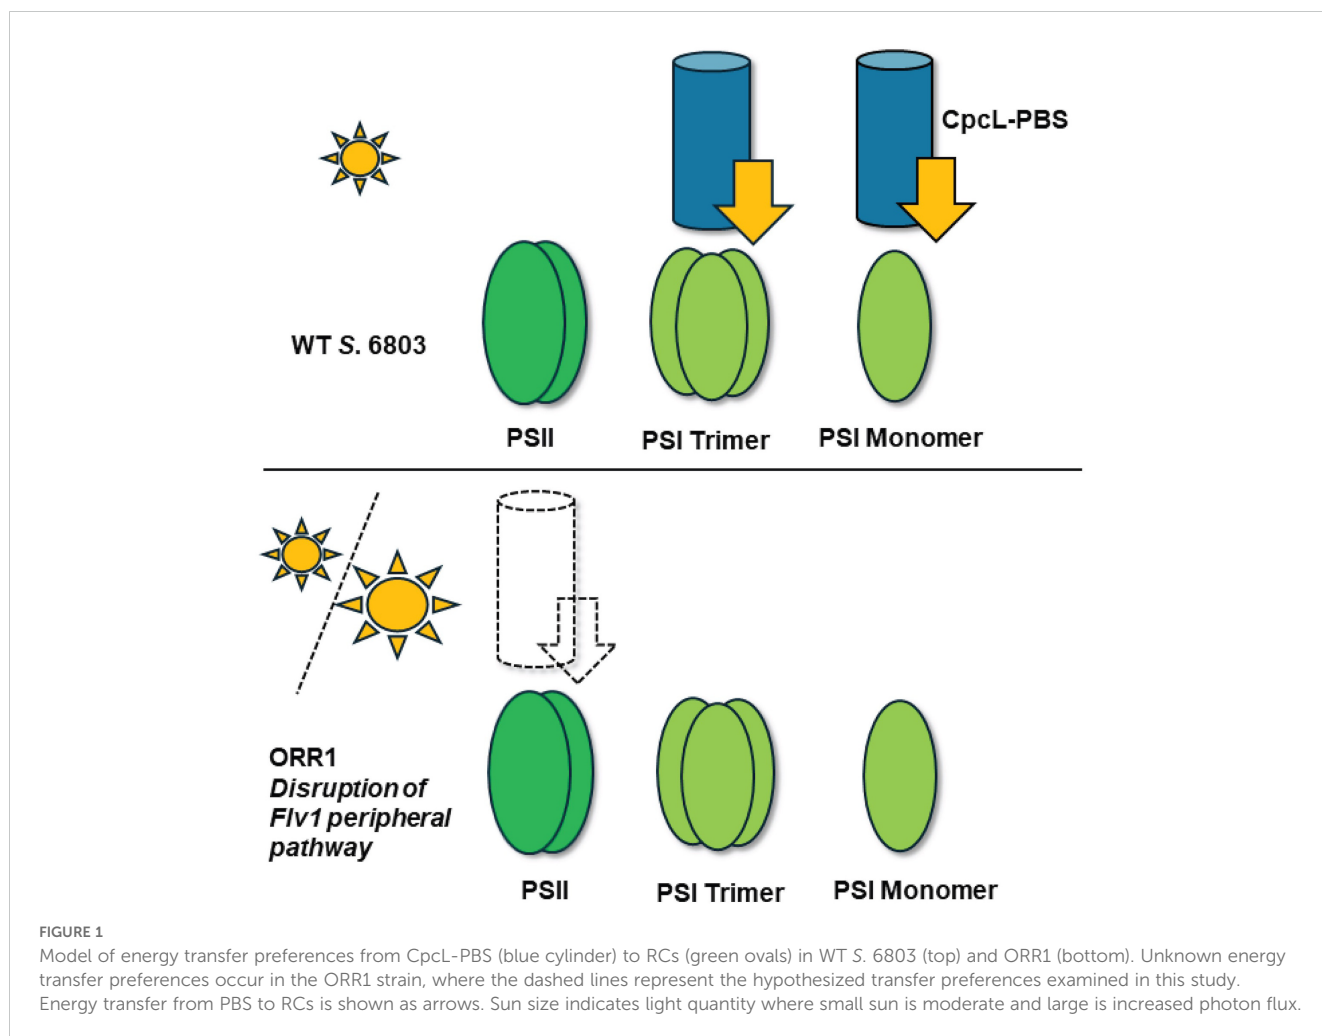 CpcL-PBS
WT S. 6803
PSII
PSI Trimer
PSI Monomer
ORR1
Disruption of
Flv1 peripheral
pathway
PSII
PSI Trimer
PSI Monomer
FIGURE 1
Model of energy transfer preferences from CpcL-PBS (blue cylinder) to RCs (green ovals) in WT S. 6803 (top) and ORR1 (bottom). Unknown energy
transfer preferences occur in the ORR1 strain, where the dashed lines represent the hypothesized transfer preferences examined in this study.
Energy transfer from PBS to RCs is shown as arrows. Sun size indicates light quantity where small sun is moderate and large is increased photon flux.